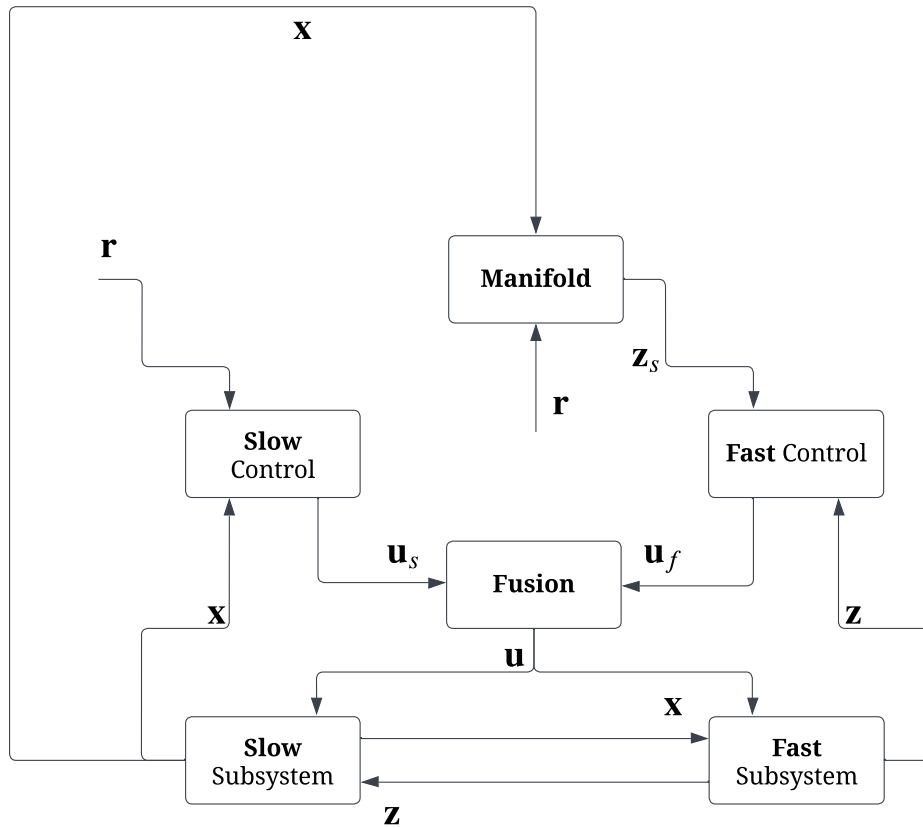 x
r
Manifold
z_s
r
Slow
Control
Fast Control
u_s
Fusion
u_f
x
z
u
x
Slow
Subsystem
Fast
Subsystem
z